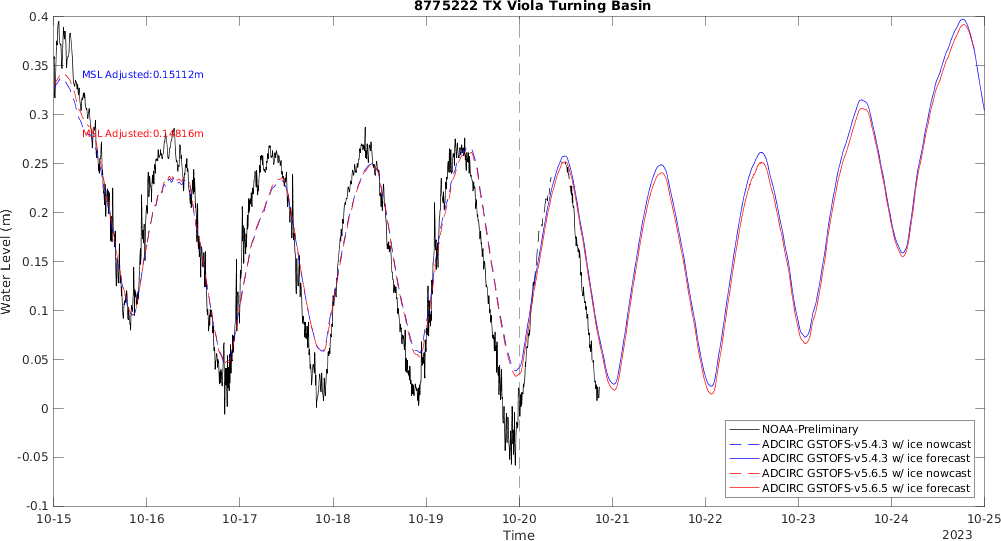 8775222 TX Viola Turning Basin
Water Level (m)
0.4
0.35
0.3
0.25
0.2
0.15
0.1
0.05
0
-0.05
-0.1
MSL Adjusted:0.15112m
MSL Adjusted:0.14816m
NOAA-Preliminary
ADCIRC GSTOFS-v5.4.3 w/ ice nowcast
ADCIRC GSTOFS-v5.4.3 w/ ice forecast
ADCIRC GSTOFS-v5.6.5 w/ ice nowcast
ADCIRC GSTOFS-v5.6.5 w/ ice forecast
10-15 10-16 10-17 10-18 10-19 10-20 10-21 10-22 10-23 10-24 10-25
Time
2023